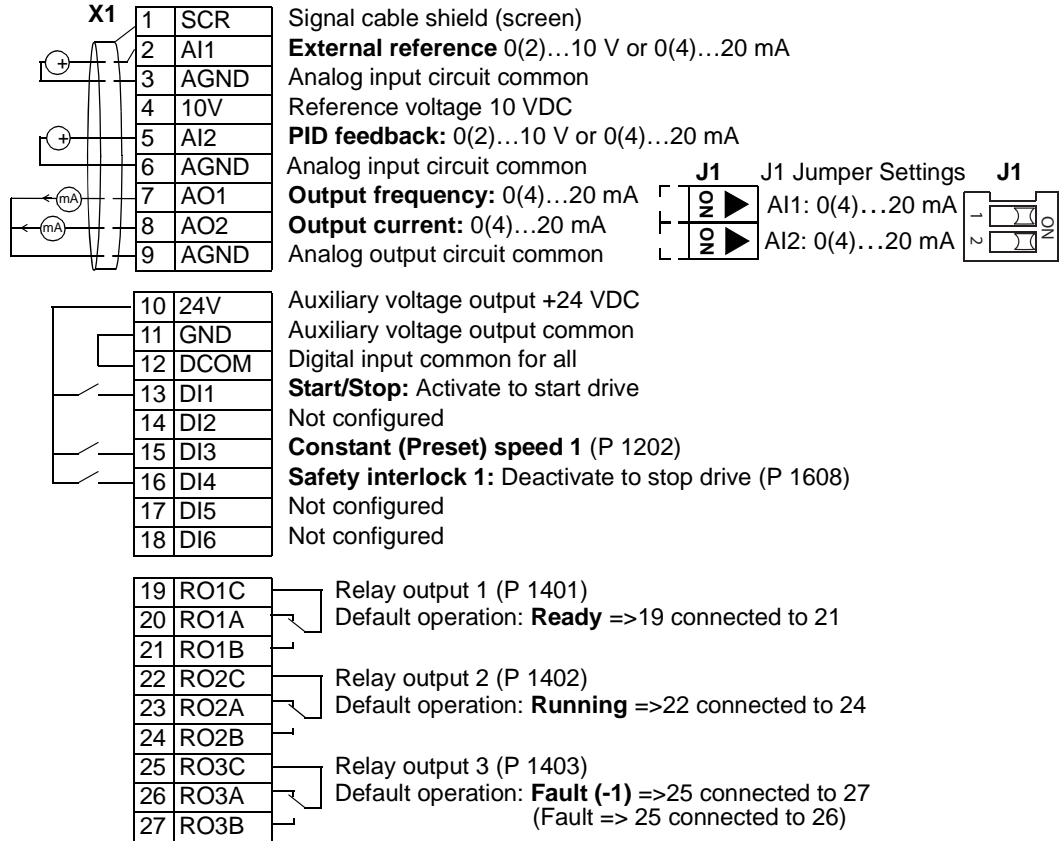 X1
1 SCR Signal cable shield (screen)
2 AI1 External reference 0(2)…10 V or 0(4)…20 mA
3 AGND Analog input circuit common
4 10V Reference voltage 10 VDC
5 AI2 PID feedback: 0(2)…10 V or 0(4)…20 mA
6 AGND Analog input circuit common
7 AO1 Output frequency: 0(4)…20 mA
8 AO2 Output current: 0(4)…20 mA
9 AGND Analog output circuit common
+
+
mA
mA
J1 J1 Jumper Settings J1
ON AI1: 0(4)…20 mA 1
ON AI2: 0(4)…20 mA 2
ON
10 24V Auxiliary voltage output +24 VDC
11 GND Auxiliary voltage output common
12 DCOM Digital input common for all
13 DI1 Start/Stop: Activate to start drive
14 DI2 Not configured
15 DI3 Constant (Preset) speed 1 (P 1202)
16 DI4 Safety interlock 1: Deactivate to stop drive (P 1608)
17 DI5 Not configured
18 DI6 Not configured
19 RO1C Relay output 1 (P 1401)
20 RO1A Default operation: Ready =>19 connected to 21
21 RO1B
22 RO2C Relay output 2 (P 1402)
23 RO2A Default operation: Running =>22 connected to 24
24 RO2B
25 RO3C Relay output 3 (P 1403)
26 RO3A Default operation: Fault (-1) =>25 connected to 27
27 RO3B (Fault => 25 connected to 26)